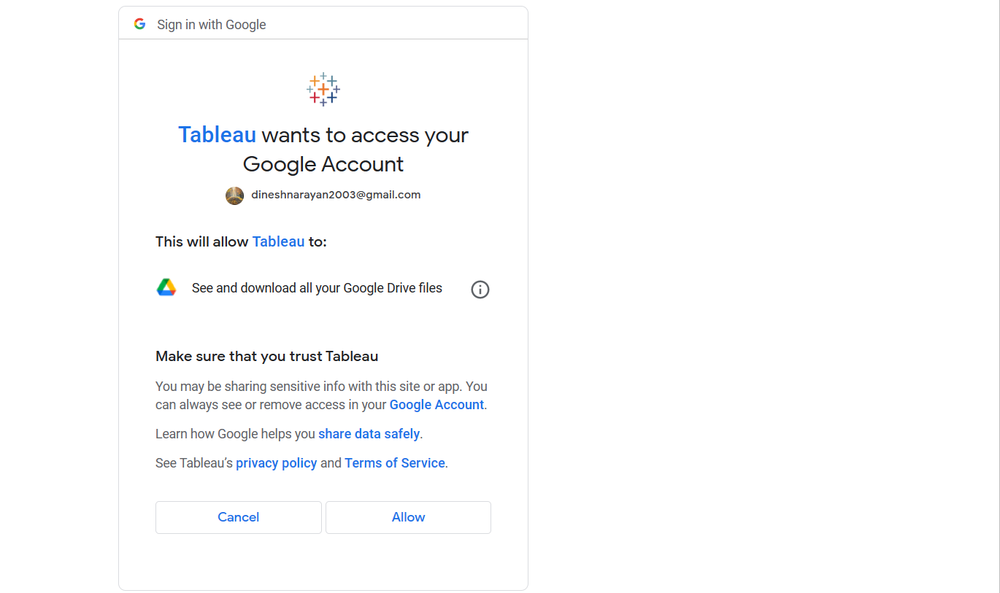 Sign in with Google
Tableau wants to access your
Google Account
dineshnarayan2003@gmail.com
This will allow Tableau to:
See and download all your Google Drive files
Make sure that you trust Tableau
You may be sharing sensitive info with this site or app. You
can always see or remove access in your Google Account.
Learn how Google helps you share data safely.
See Tableau’s privacy policy and Terms of Service.
Cancel
Allow